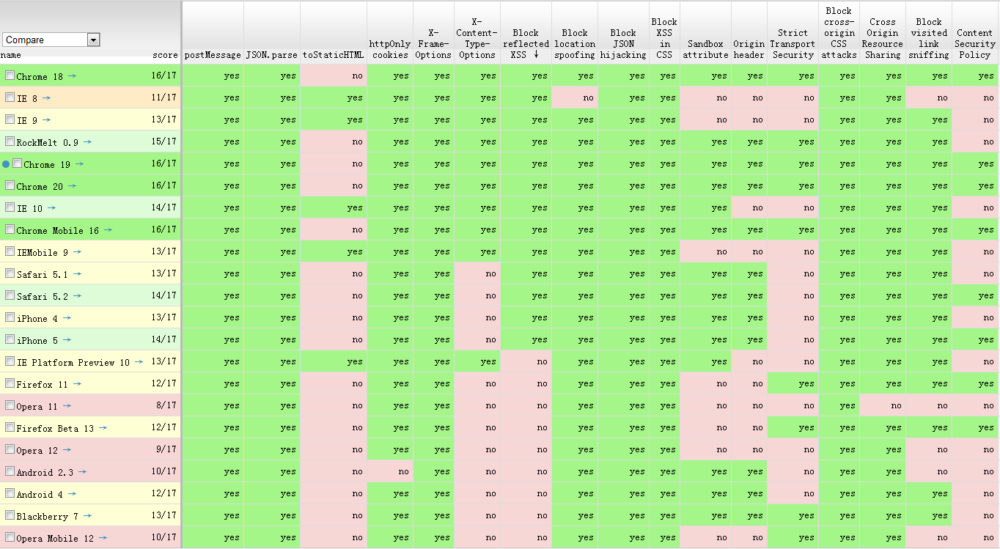 Compare
name
score
postMessage
JSON.parse
toStaticHTML
httpOnly
cookies
X-
Frame-
Options
X-
Content-
Type-
Options
Block
reflected
XSS ↓
Block
location
spoofing
Block
JSON
hijacking
Block
XSS
in
CSS
Sandbox
attribute
Origin
header
Strict
Transport
Security
Block
cross-
origin
CSS
attacks
Cross
Origin
Resource
Sharing
Block
visited
link
sniffing
Content
Security
Policy
Chrome 18 → 16/17 yes yes no yes yes yes yes yes yes yes yes yes yes yes yes yes yes
IE 8 → 11/17 yes yes yes yes yes yes yes no yes yes no no no yes yes no no
IE 9 → 13/17 yes yes yes yes yes yes yes yes yes yes no no no yes yes yes no
RockMelt 0.9 → 15/17 yes yes no yes yes yes yes yes yes yes yes yes yes yes yes yes no
Chrome 19 → 16/17 yes yes no yes yes yes yes yes yes yes yes yes yes yes yes yes yes
Chrome 20 → 16/17 yes yes no yes yes yes yes yes yes yes yes yes yes yes yes yes yes
IE 10 → 14/17 yes yes yes yes yes yes yes yes yes yes yes no no yes yes yes no
Chrome Mobile 16 → 16/17 yes yes no yes yes yes yes yes yes yes yes yes yes yes yes yes yes
IEMobile 9 → 13/17 yes yes yes yes yes yes yes yes yes yes no no no yes yes yes no
Safari 5.1 → 13/17 yes yes no yes yes no yes yes yes yes yes yes no yes yes yes no
Safari 5.2 → 14/17 yes yes no yes yes no yes yes yes yes yes yes no yes yes yes yes
iPhone 4 → 13/17 yes yes no yes yes no yes yes yes yes yes yes no yes yes yes no
iPhone 5 → 14/17 yes yes no yes yes no yes yes yes yes yes yes no yes yes yes yes
IE Platform Preview 10 → 13/17 yes yes yes yes yes yes no yes yes yes yes no no yes yes yes no
Firefox 11 → 12/17 yes yes no yes yes no no yes yes yes no no yes yes yes yes yes
Opera 11 → 8/17 yes yes no yes yes no no yes yes yes no no no yes no no no
Firefox Beta 13 → 12/17 yes yes no yes yes no no yes yes yes no no yes yes yes yes yes
Opera 12 → 9/17 yes yes no yes yes no no yes yes yes no no no yes yes no no
Android 2.3 → 10/17 yes yes no no yes no no yes yes yes yes yes no yes yes no no
Android 4 → 12/17 yes yes no yes yes no no yes yes yes yes yes no yes yes yes no
Blackberry 7 → 13/17 yes yes no yes yes no no yes yes yes yes yes yes yes yes yes no
Opera Mobile 12 → 10/17 yes yes no yes yes no no yes yes yes no no yes yes yes no no